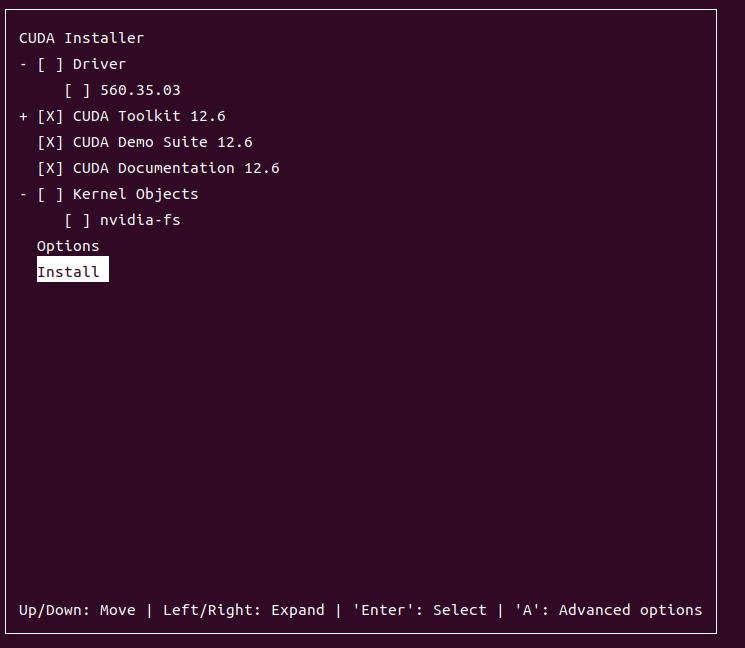 CUDA Installer
- [ ] Driver
[ ] 560.35.03
+ [X] CUDA Toolkit 12.6
[X] CUDA Demo Suite 12.6
[X] CUDA Documentation 12.6
- [ ] Kernel Objects
[ ] nvidia-fs
Options
Install
Up/Down: Move | Left/Right: Expand | 'Enter': Select | 'A': Advanced options